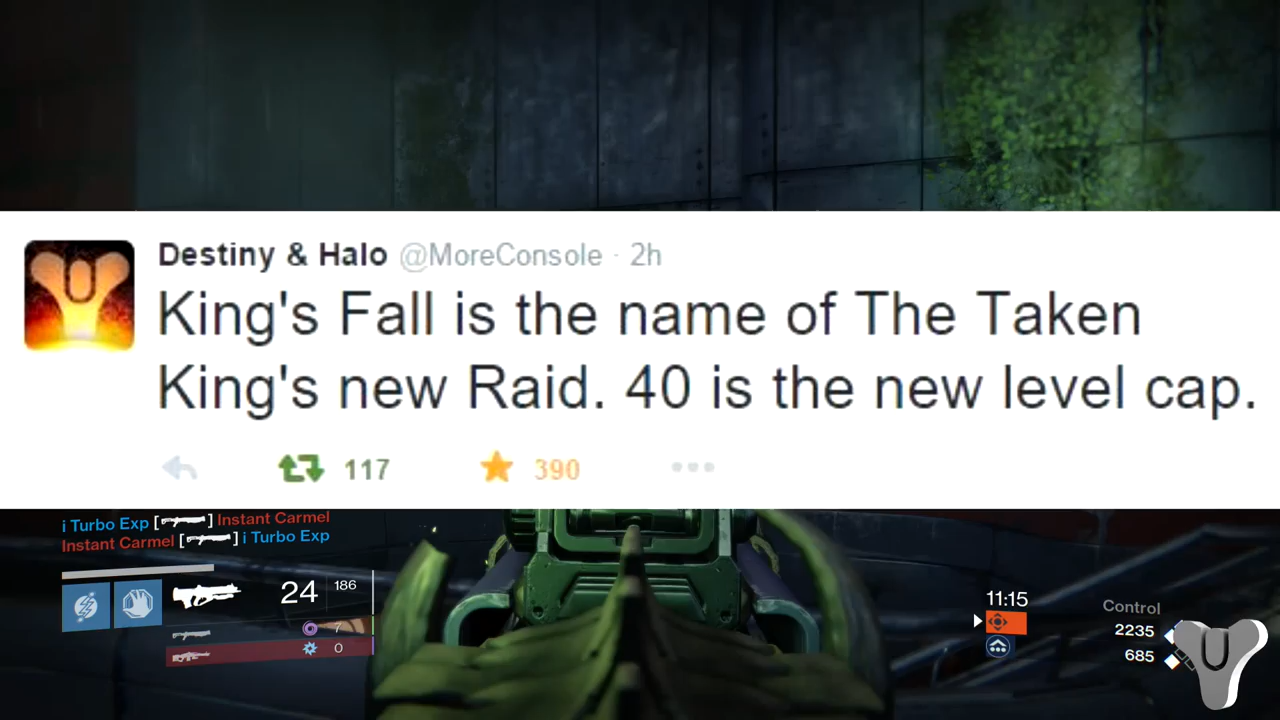 Destiny & Halo @MoreConsole · 2h
King's Fall is the name of The Taken
King's new Raid. 40 is the new level cap.
117 390
i Turbo Exp [ ] Instant Carmel
Instant Carmel [ ] i Turbo Exp
24 186
7
0
11:15
Control
2235
685